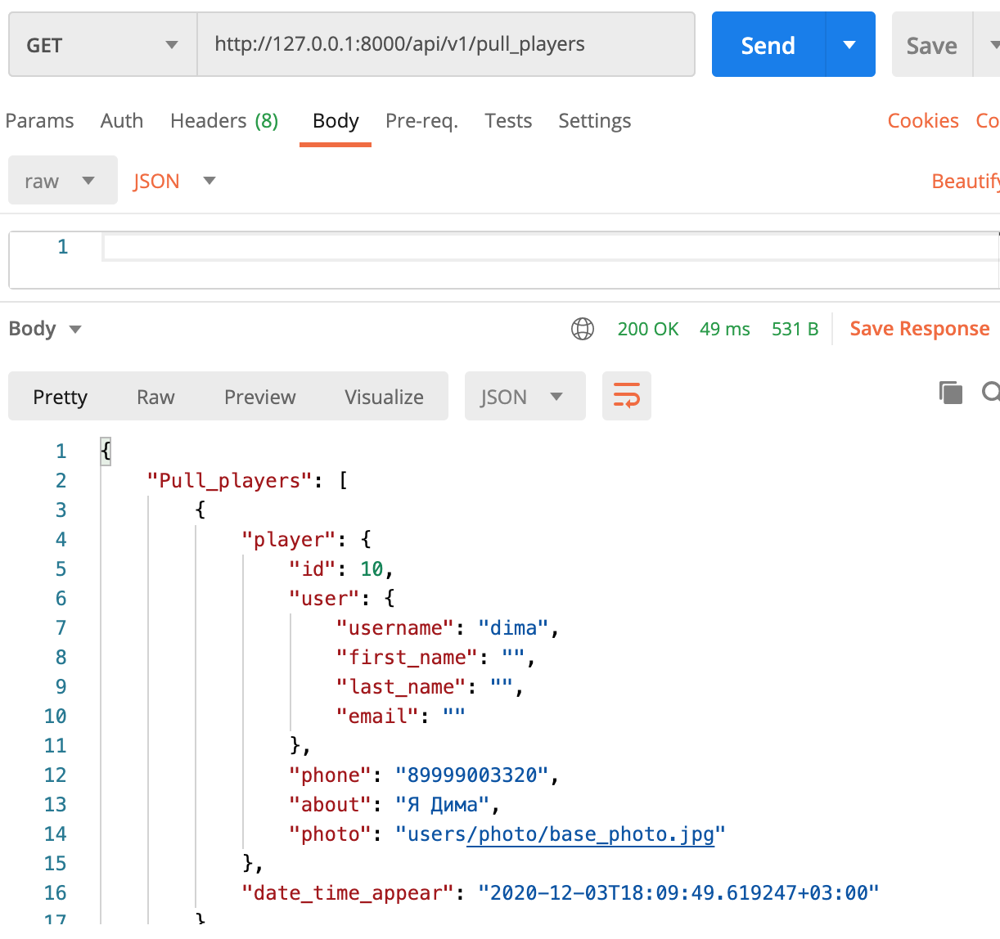 GET http://127.0.0.1:8000/api/v1/pull_players Send Save
Params Auth Headers (8) Body Pre-req. Tests Settings Cookies Co
raw JSON Beautify
1
Body 200 OK 49 ms 531 B Save Response
Pretty Raw Preview Visualize JSON
1 {
2 "Pull_players": [
3 {
4 "player": {
5 "id": 10,
6 "user": {
7 "username": "dima",
8 "first_name": "",
9 "last_name": "",
10 "email": ""
11 },
12 "phone": "89999003320",
13 "about": "Я Дима",
14 "photo": "users/photo/base_photo.jpg"
15 },
16 "date_time_appear": "2020-12-03T18:09:49.619247+03:00"
17 }